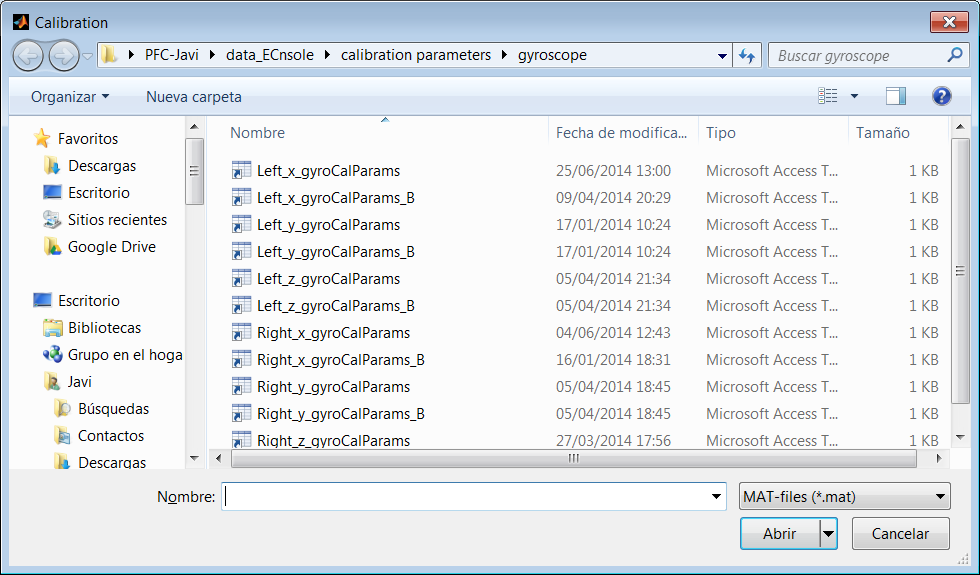 Calibration
PFC-Javi data_ECnsole calibration parameters gyroscope
Buscar gyroscope
Organizar Nueva carpeta
Favoritos
Descargas
Escritorio
Sitios recientes
Google Drive
Escritorio
Bibliotecas
Grupo en el hoga
Javi
Búsquedas
Contactos
Descargas
Nombre Fecha de modifica... Tipo Tamaño
Left_x_gyroCalParams 25/06/2014 13:00 Microsoft Access T... 1 KB
Left_x_gyroCalParams_B 09/04/2014 20:29 Microsoft Access T... 1 KB
Left_y_gyroCalParams 17/01/2014 10:24 Microsoft Access T... 1 KB
Left_y_gyroCalParams_B 17/01/2014 10:24 Microsoft Access T... 1 KB
Left_z_gyroCalParams 05/04/2014 21:34 Microsoft Access T... 1 KB
Left_z_gyroCalParams_B 05/04/2014 21:34 Microsoft Access T... 1 KB
Right_x_gyroCalParams 04/06/2014 12:43 Microsoft Access T... 1 KB
Right_x_gyroCalParams_B 16/01/2014 18:31 Microsoft Access T... 1 KB
Right_y_gyroCalParams 05/04/2014 18:45 Microsoft Access T... 1 KB
Right_y_gyroCalParams_B 05/04/2014 18:45 Microsoft Access T... 1 KB
Right_z_gyroCalParams 27/03/2014 17:56 Microsoft Access T... 1 KB
Nombre:
MAT-files (*.mat)
Abrir Cancelar